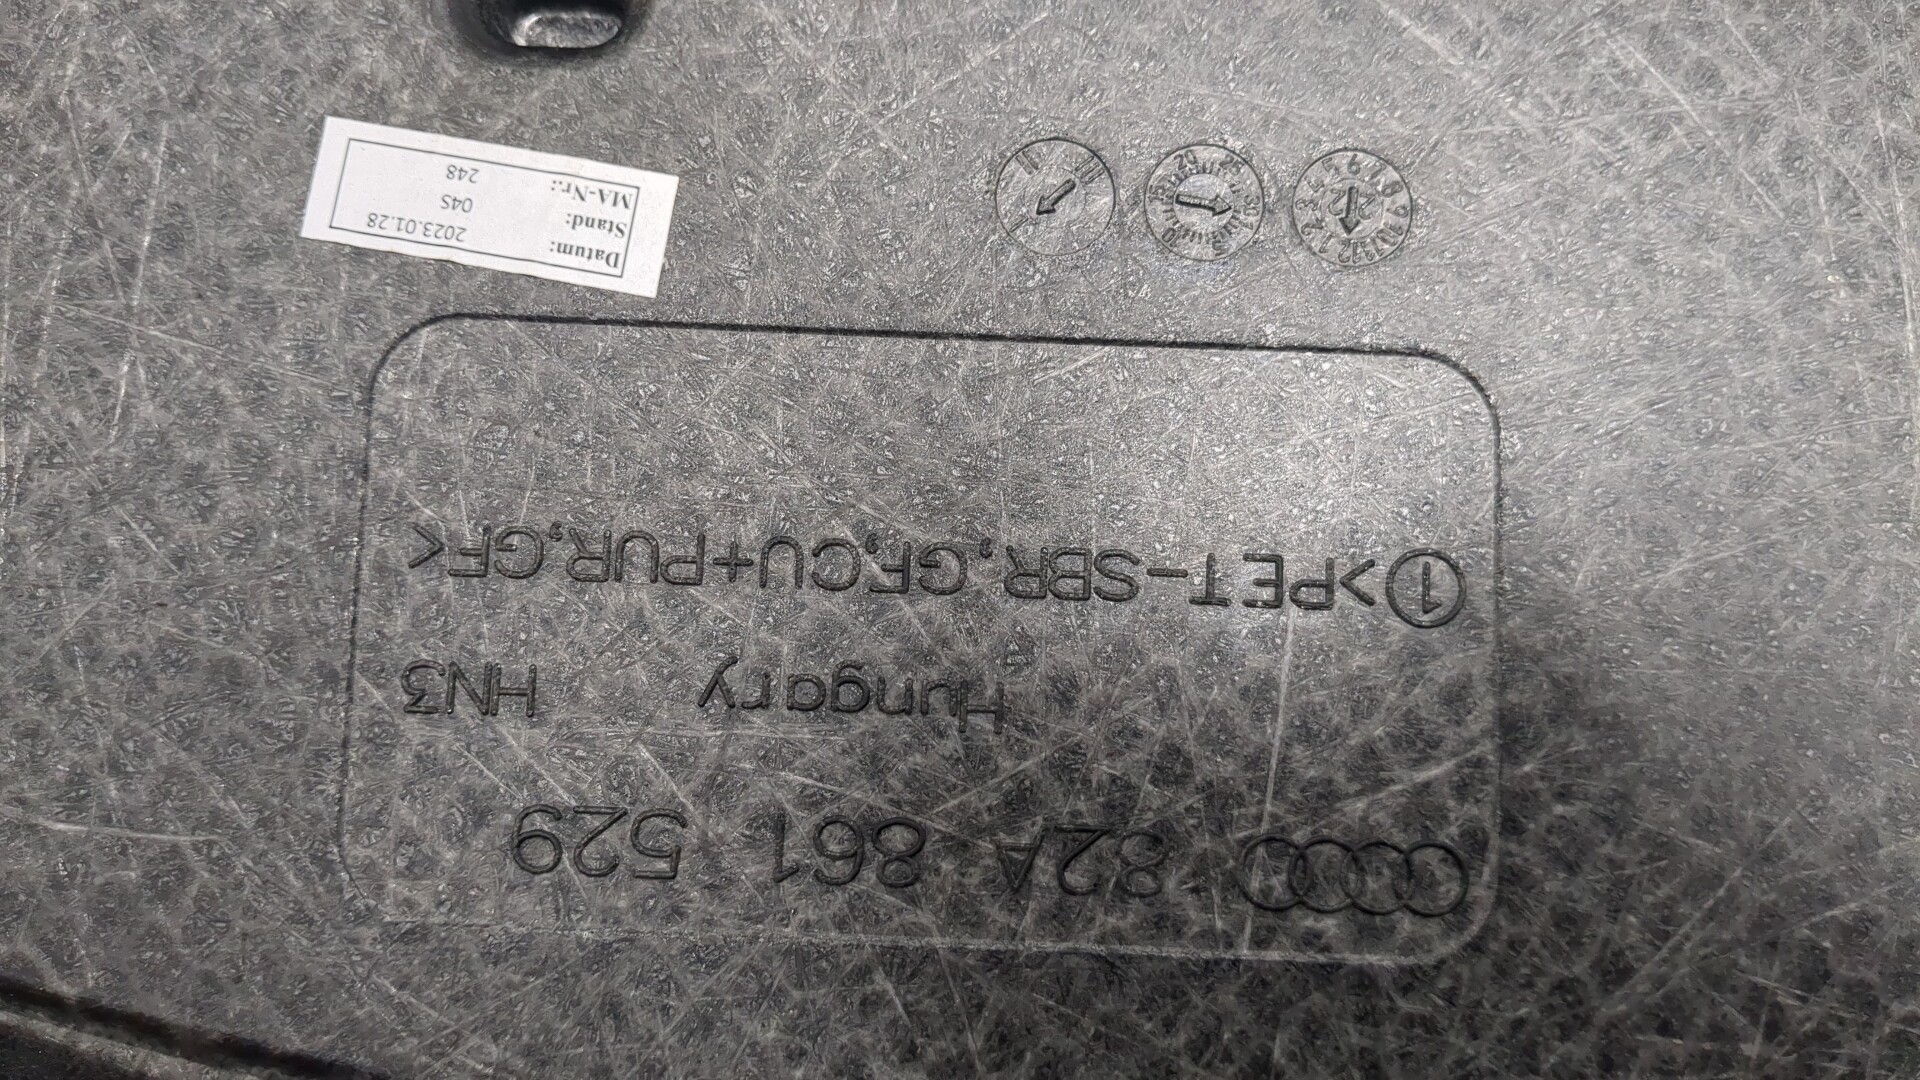 82A 861 529
Hungary HN3
1 >PET-SBR,GF,CU+PUR,GF<
Datum: 2023.01.28
Stand: 04S
MA-Nr.: 248